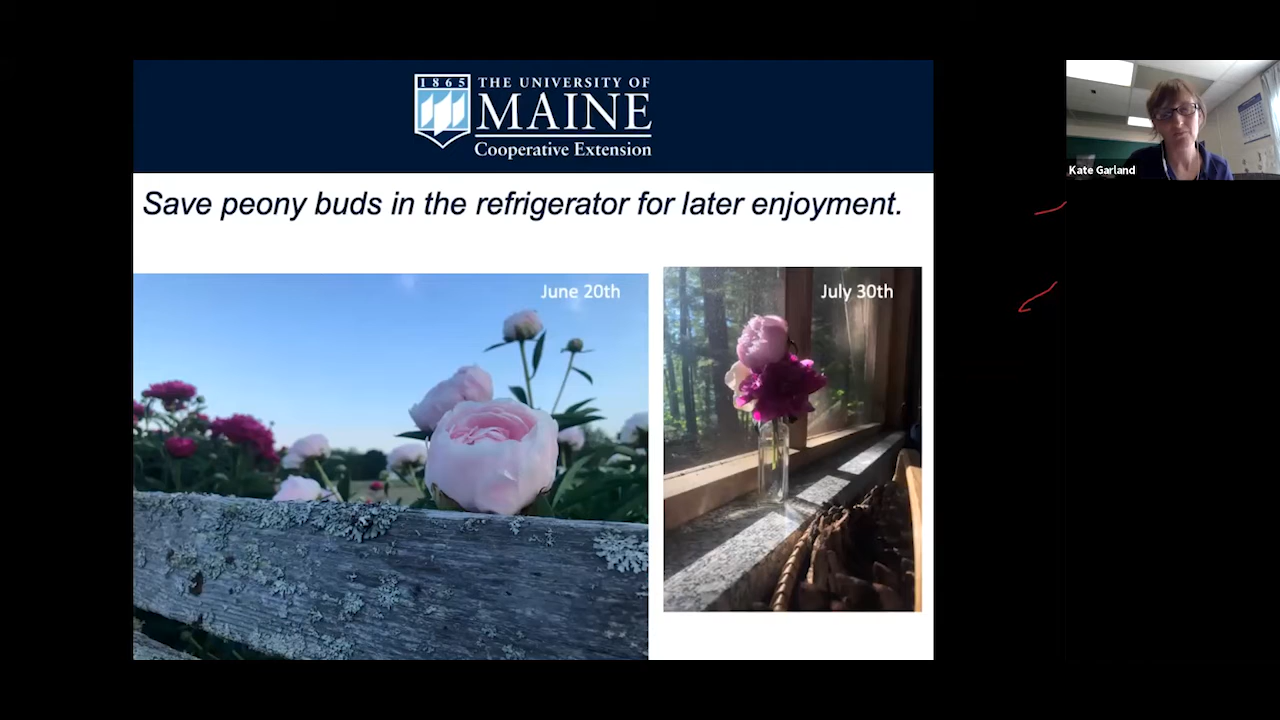 1865
THE UNIVERSITY OF
MAINE
Cooperative Extension
Save peony buds in the refrigerator for later enjoyment.
June 20th
July 30th
Kate Garland